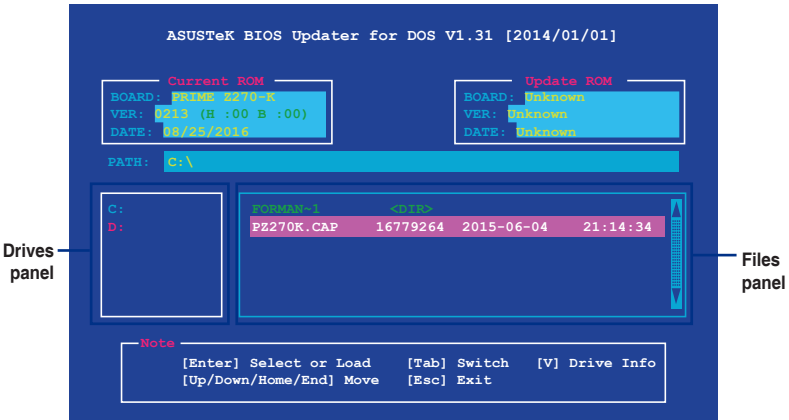 ASUSTeK BIOS Updater for DOS V1.31 [2014/01/01]
Current ROM
BOARD: PRIME Z270-K
VER: 0213 (H :00 B :00)
DATE: 08/25/2016
Update ROM
BOARD: Unknown
VER: Unknown
DATE: Unknown
PATH: C:\
C:
D:
FORMAN~1 <DIR>
PZ270K.CAP 16779264 2015-06-04 21:14:34
Drives
panel
Files
panel
Note
[Enter] Select or Load [Tab] Switch [V] Drive Info
[Up/Down/Home/End] Move [Esc] Exit